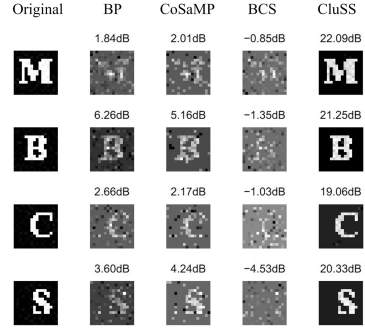 Original BP CoSaMP BCS CluSS
1.84dB 2.01dB −0.85dB 22.09dB
M M M M M
6.26dB 5.16dB −1.35dB 21.25dB
B B B B B
2.66dB 2.17dB −1.03dB 19.06dB
C C C C C
3.60dB 4.24dB −4.53dB 20.33dB
S S S S S